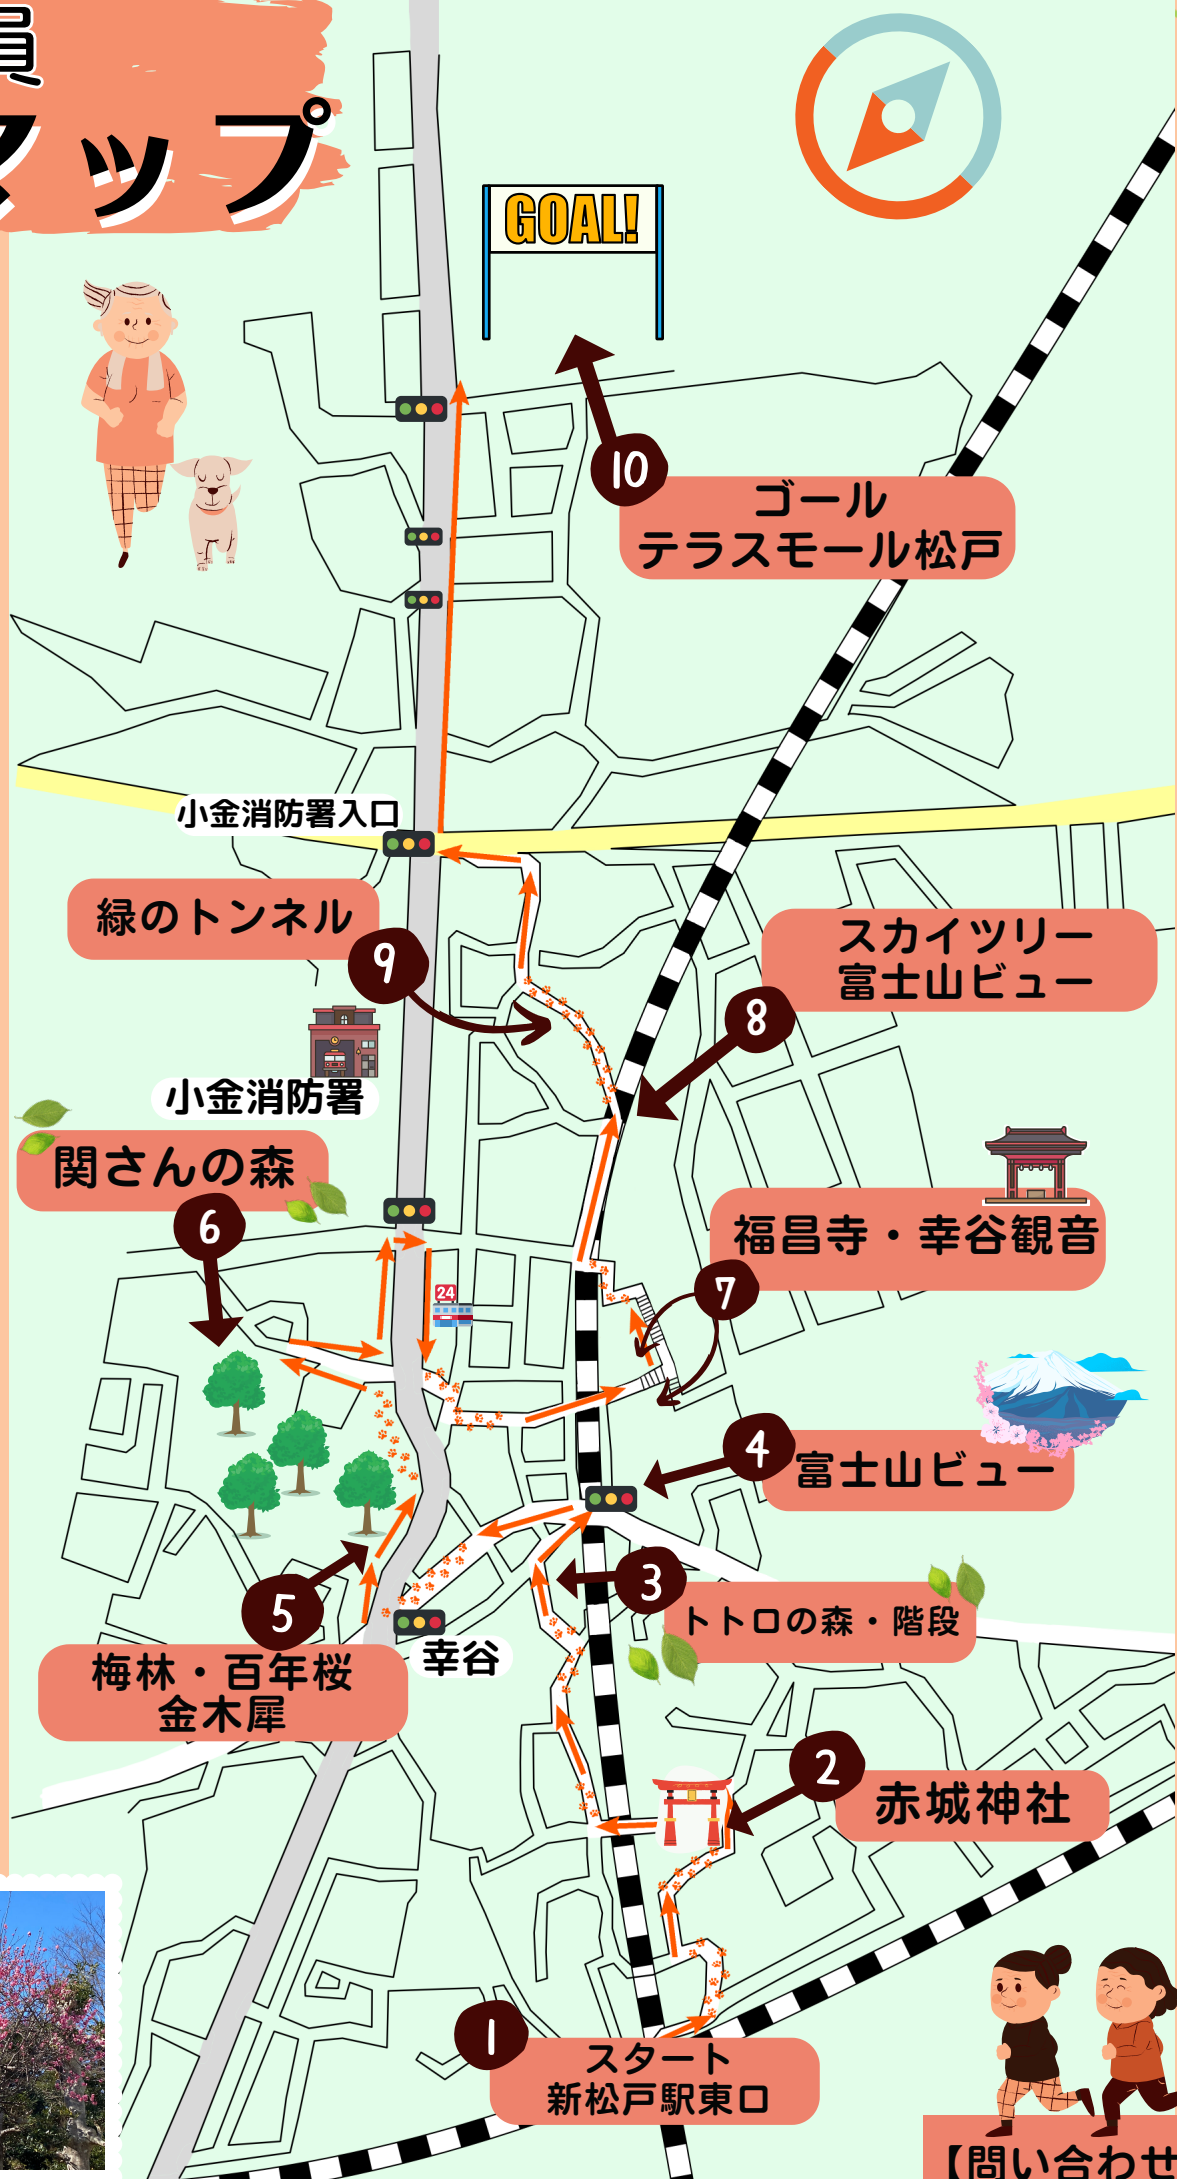 員
マップ
GOAL!
10
ゴール
テラスモール松戸
小金消防署入口
緑のトンネル
9
スカイツリー
富士山ビュー
8
小金消防署
関さんの森
6
福昌寺・幸谷観音
7
24
4
富士山ビュー
3
トトロの森・階段
5
幸谷
梅林・百年桜
金木犀
2
赤城神社
1
スタート
新松戸駅東口
【問い合わせ